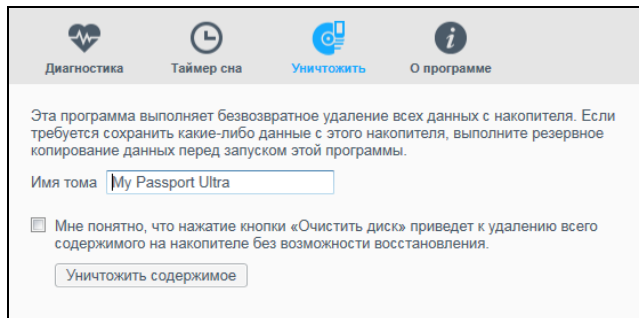 Диагностика Таймер сна Уничтожить О программе
Эта программа выполняет безвозвратное удаление всех данных с накопителя. Если
требуется сохранить какие-либо данные с этого накопителя, выполните резервное
копирование данных перед запуском этой программы.
Имя тома My Passport Ultra
Мне понятно, что нажатие кнопки «Очистить диск» приведет к удалению всего
содержимого на накопителе без возможности восстановления.
Уничтожить содержимое